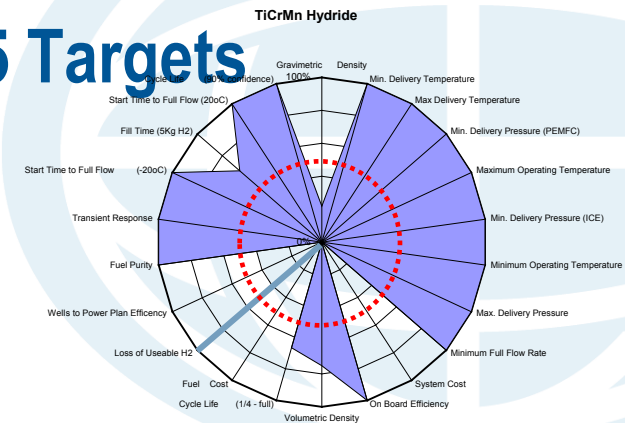 TiCrMn Hydride
5 Targets
Gravimetric Density
100%
Cycle Life (90% confidence)
Min. Delivery Temperature
Start Time to Full Flow (20oC)
Max Delivery Temperature
Fill Time (5Kg H2)
Min. Delivery Pressure (PEMFC)
Start Time to Full Flow (-20oC)
Maximum Operating Temperature
Transient Response
Min. Delivery Pressure (ICE)
0%
Fuel Purity
Minimum Operating Temperature
Wells to Power Plan Efficency
Max. Delivery Pressure
Loss of Useable H2
Minimum Full Flow Rate
Fuel Cost
System Cost
Cycle Life (1/4 - full)
On Board Efficiency
Volumetric Density